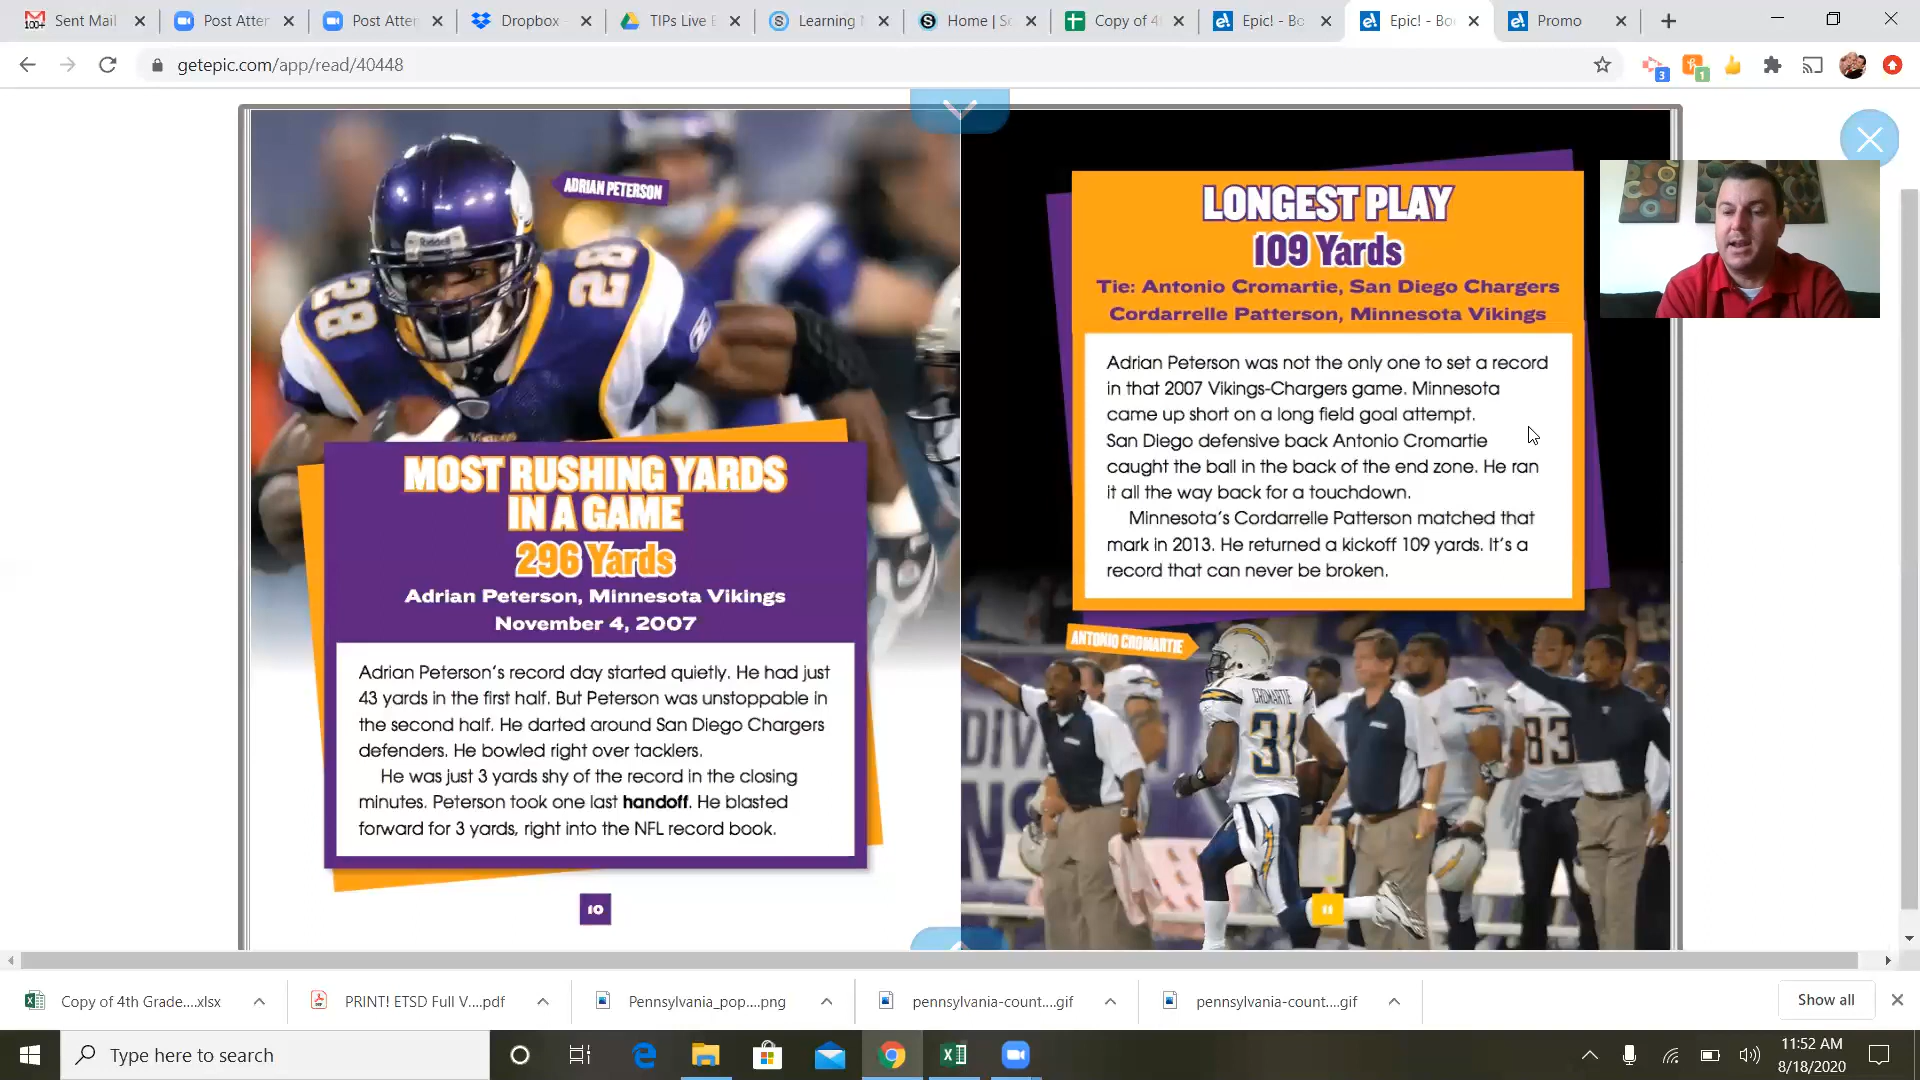 Sent Mail
Post Atten
Post Atten
Dropbox
TIPs Live
Learning
Home | Sc
Copy of 4
Epic! - Bo
Epic! - Bo
Promo
getepic.com/app/read/40448
3
1
ADRIAN PETERSON
Riddell
28
28
MOST RUSHING YARDS
IN A GAME
296 Yards
Adrian Peterson, Minnesota Vikings
November 4, 2007
Adrian Peterson's record day started quietly. He had just
43 yards in the first half. But Peterson was unstoppable in
the second half. He darted around San Diego Chargers
defenders. He bowled right over tacklers.
He was just 3 yards shy of the record in the closing
minutes. Peterson took one last handoff. He blasted
forward for 3 yards, right into the NFL record book.
10
LONGEST PLAY
109 Yards
Tie: Antonio Cromartie, San Diego Chargers
Cordarrelle Patterson, Minnesota Vikings
Adrian Peterson was not the only one to set a record
in that 2007 Vikings-Chargers game. Minnesota
came up short on a long field goal attempt.
San Diego defensive back Antonio Cromartie
caught the ball in the back of the end zone. He ran
it all the way back for a touchdown.
Minnesota's Cordarrelle Patterson matched that
mark in 2013. He returned a kickoff 109 yards. It's a
record that can never be broken.
ANTONIO CROMARTIE
CROMARTIE
31
83
11
Copy of 4th Grade....xlsx
PRINT! ETSD Full V....pdf
Pennsylvania_pop....png
pennsylvania-count....gif
pennsylvania-count....gif
Show all
Type here to search
11:52 AM
8/18/2020